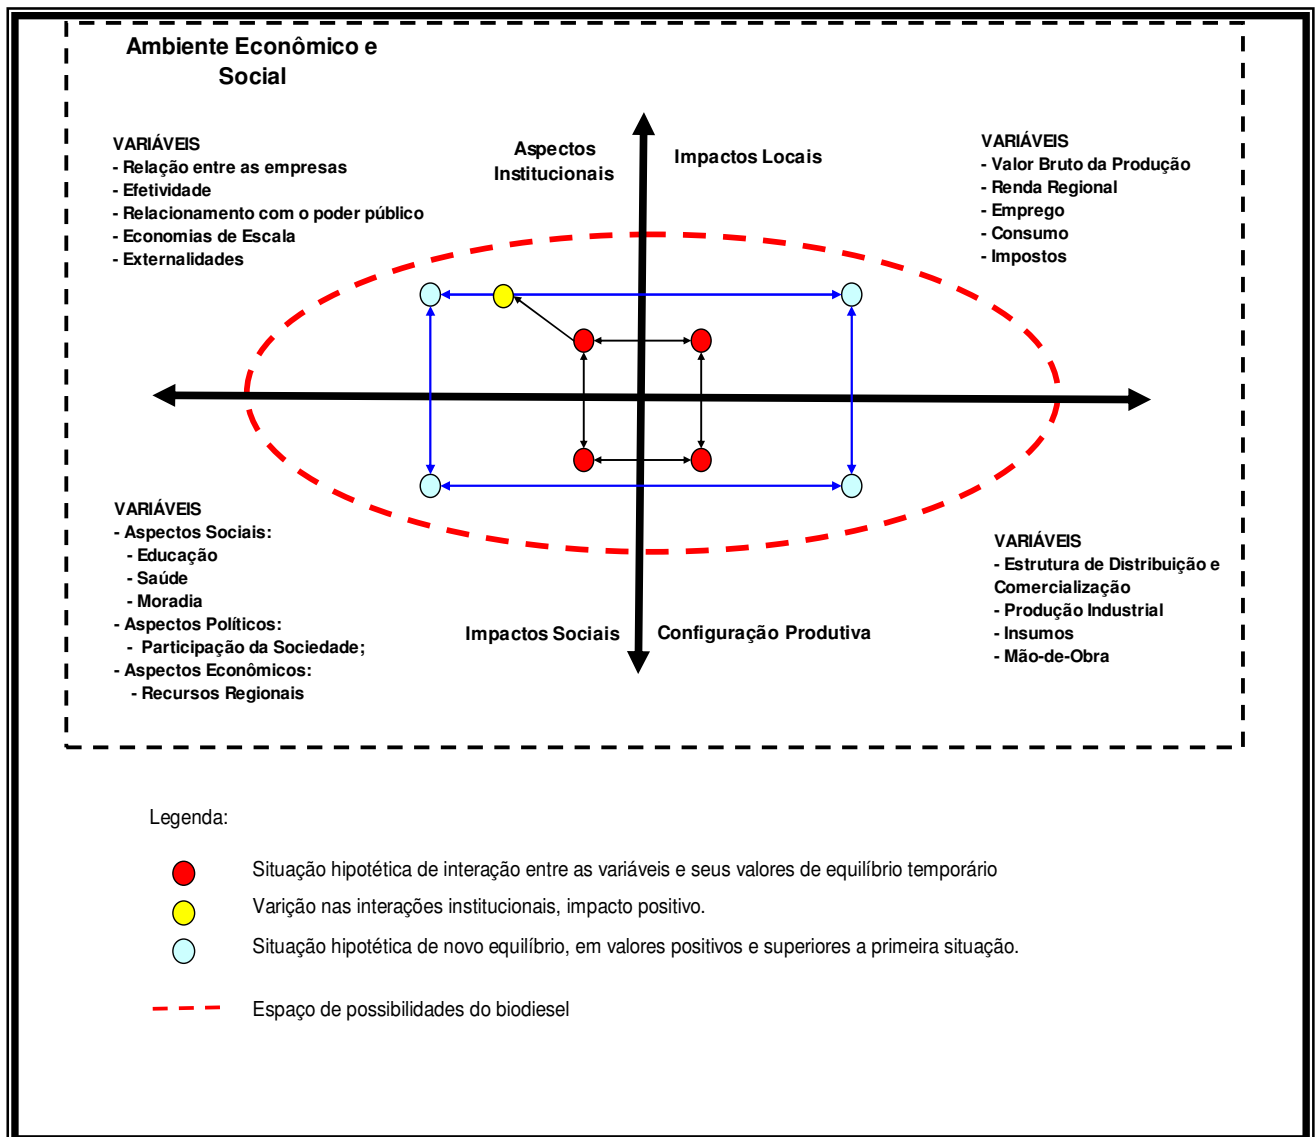 Ambiente Econômico e
Social
VARIÁVEIS
- Relação entre as empresas
- Efetividade
- Relacionamento com o poder público
- Economias de Escala
- Externalidades
Aspectos
Institucionais
Impactos Locais
VARIÁVEIS
- Valor Bruto da Produção
- Renda Regional
- Emprego
- Consumo
- Impostos
VARIÁVEIS
- Aspectos Sociais:
- Educação
- Saúde
- Moradia
- Aspectos Políticos:
- Participação da Sociedade;
- Aspectos Econômicos:
- Recursos Regionais
Impactos Sociais
Configuração Produtiva
VARIÁVEIS
- Estrutura de Distribuição e
Comercialização
- Produção Industrial
- Insumos
- Mão-de-Obra
Legenda:
Situação hipotética de interação entre as variáveis e seus valores de equilíbrio temporário
Varição nas interações institucionais, impacto positivo.
Situação hipotética de novo equilíbrio, em valores positivos e superiores a primeira situação.
Espaço de possibilidades do biodiesel